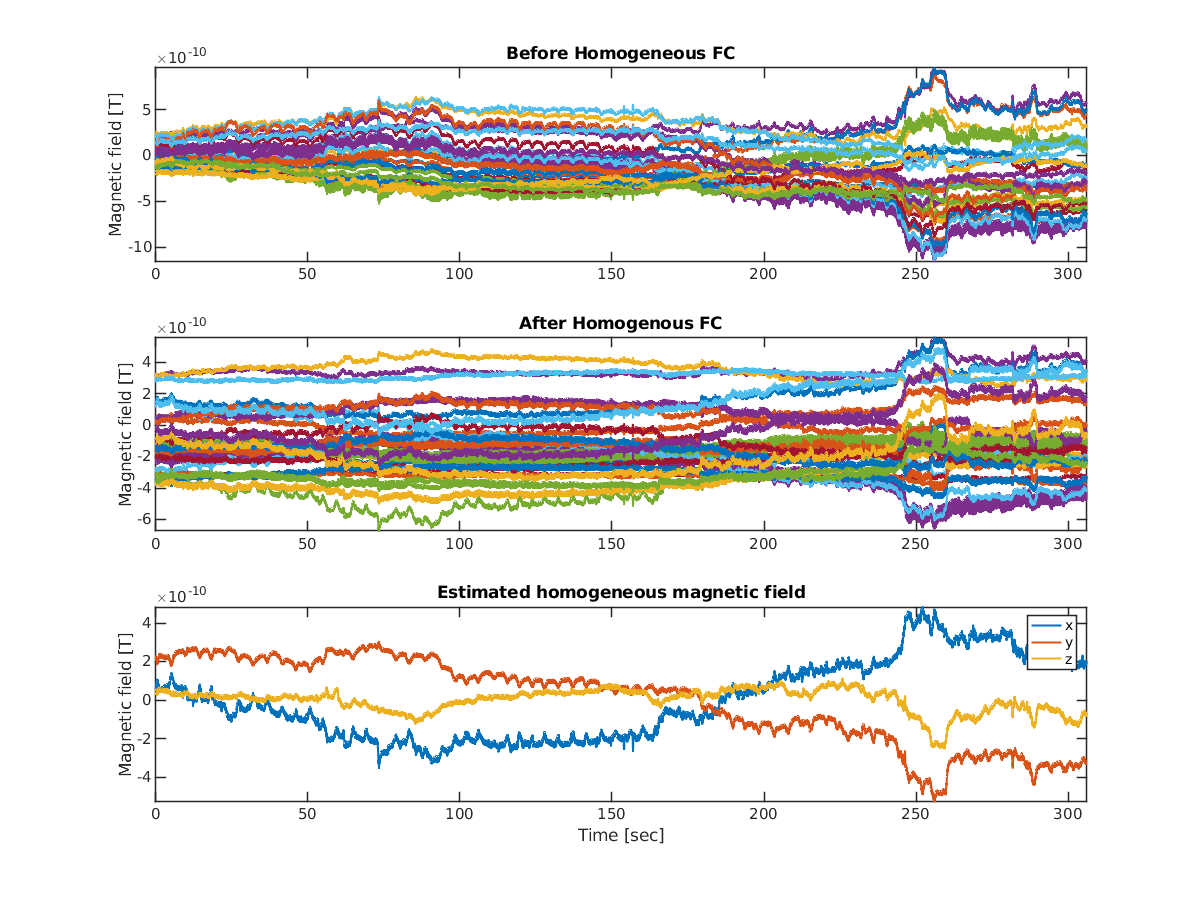 Before Homogeneous FC
×10^-10
Magnetic field [T]
5
0
-5
-10
0 50 100 150 200 250 300
After Homogenous FC
×10^-10
Magnetic field [T]
4
2
0
-2
-4
-6
0 50 100 150 200 250 300
Estimated homogeneous magnetic field
×10^-10
Magnetic field [T]
4
2
0
-2
-4
x
y
z
0 50 100 150 200 250 300
Time [sec]